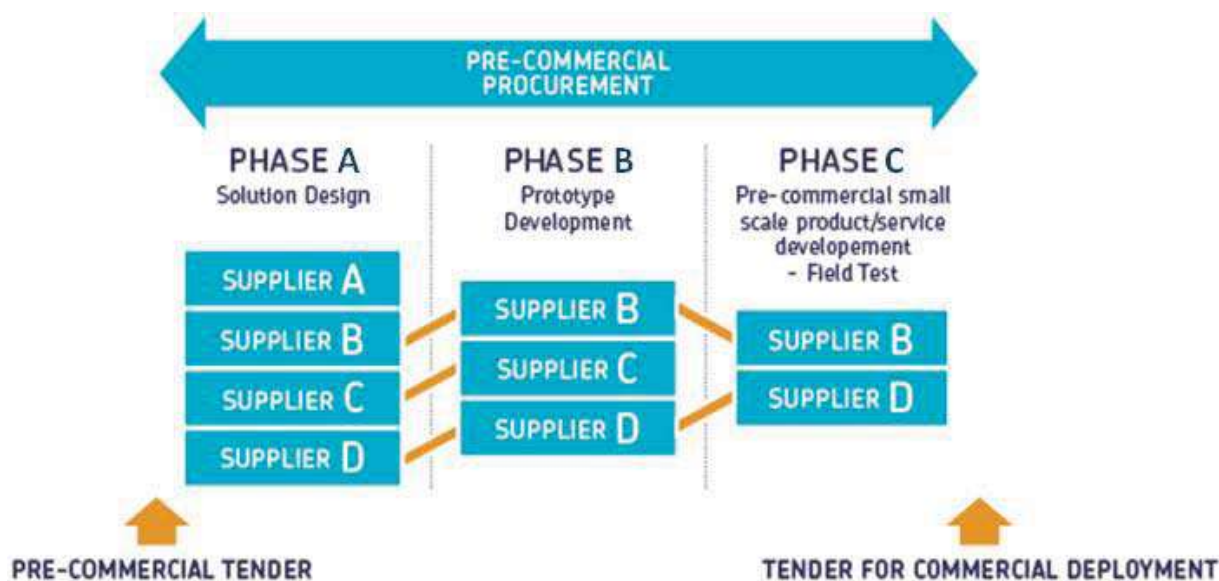 PRE-COMMERCIAL
PROCUREMENT
PHASE A
Solution Design
PHASE B
Prototype
Development
PHASE C
Pre-commercial small
scale product/service
developement
- Field Test
SUPPLIER A
SUPPLIER B
SUPPLIER C
SUPPLIER D
SUPPLIER B
SUPPLIER C
SUPPLIER D
SUPPLIER B
SUPPLIER D
PRE-COMMERCIAL TENDER
TENDER FOR COMMERCIAL DEPLOYMENT